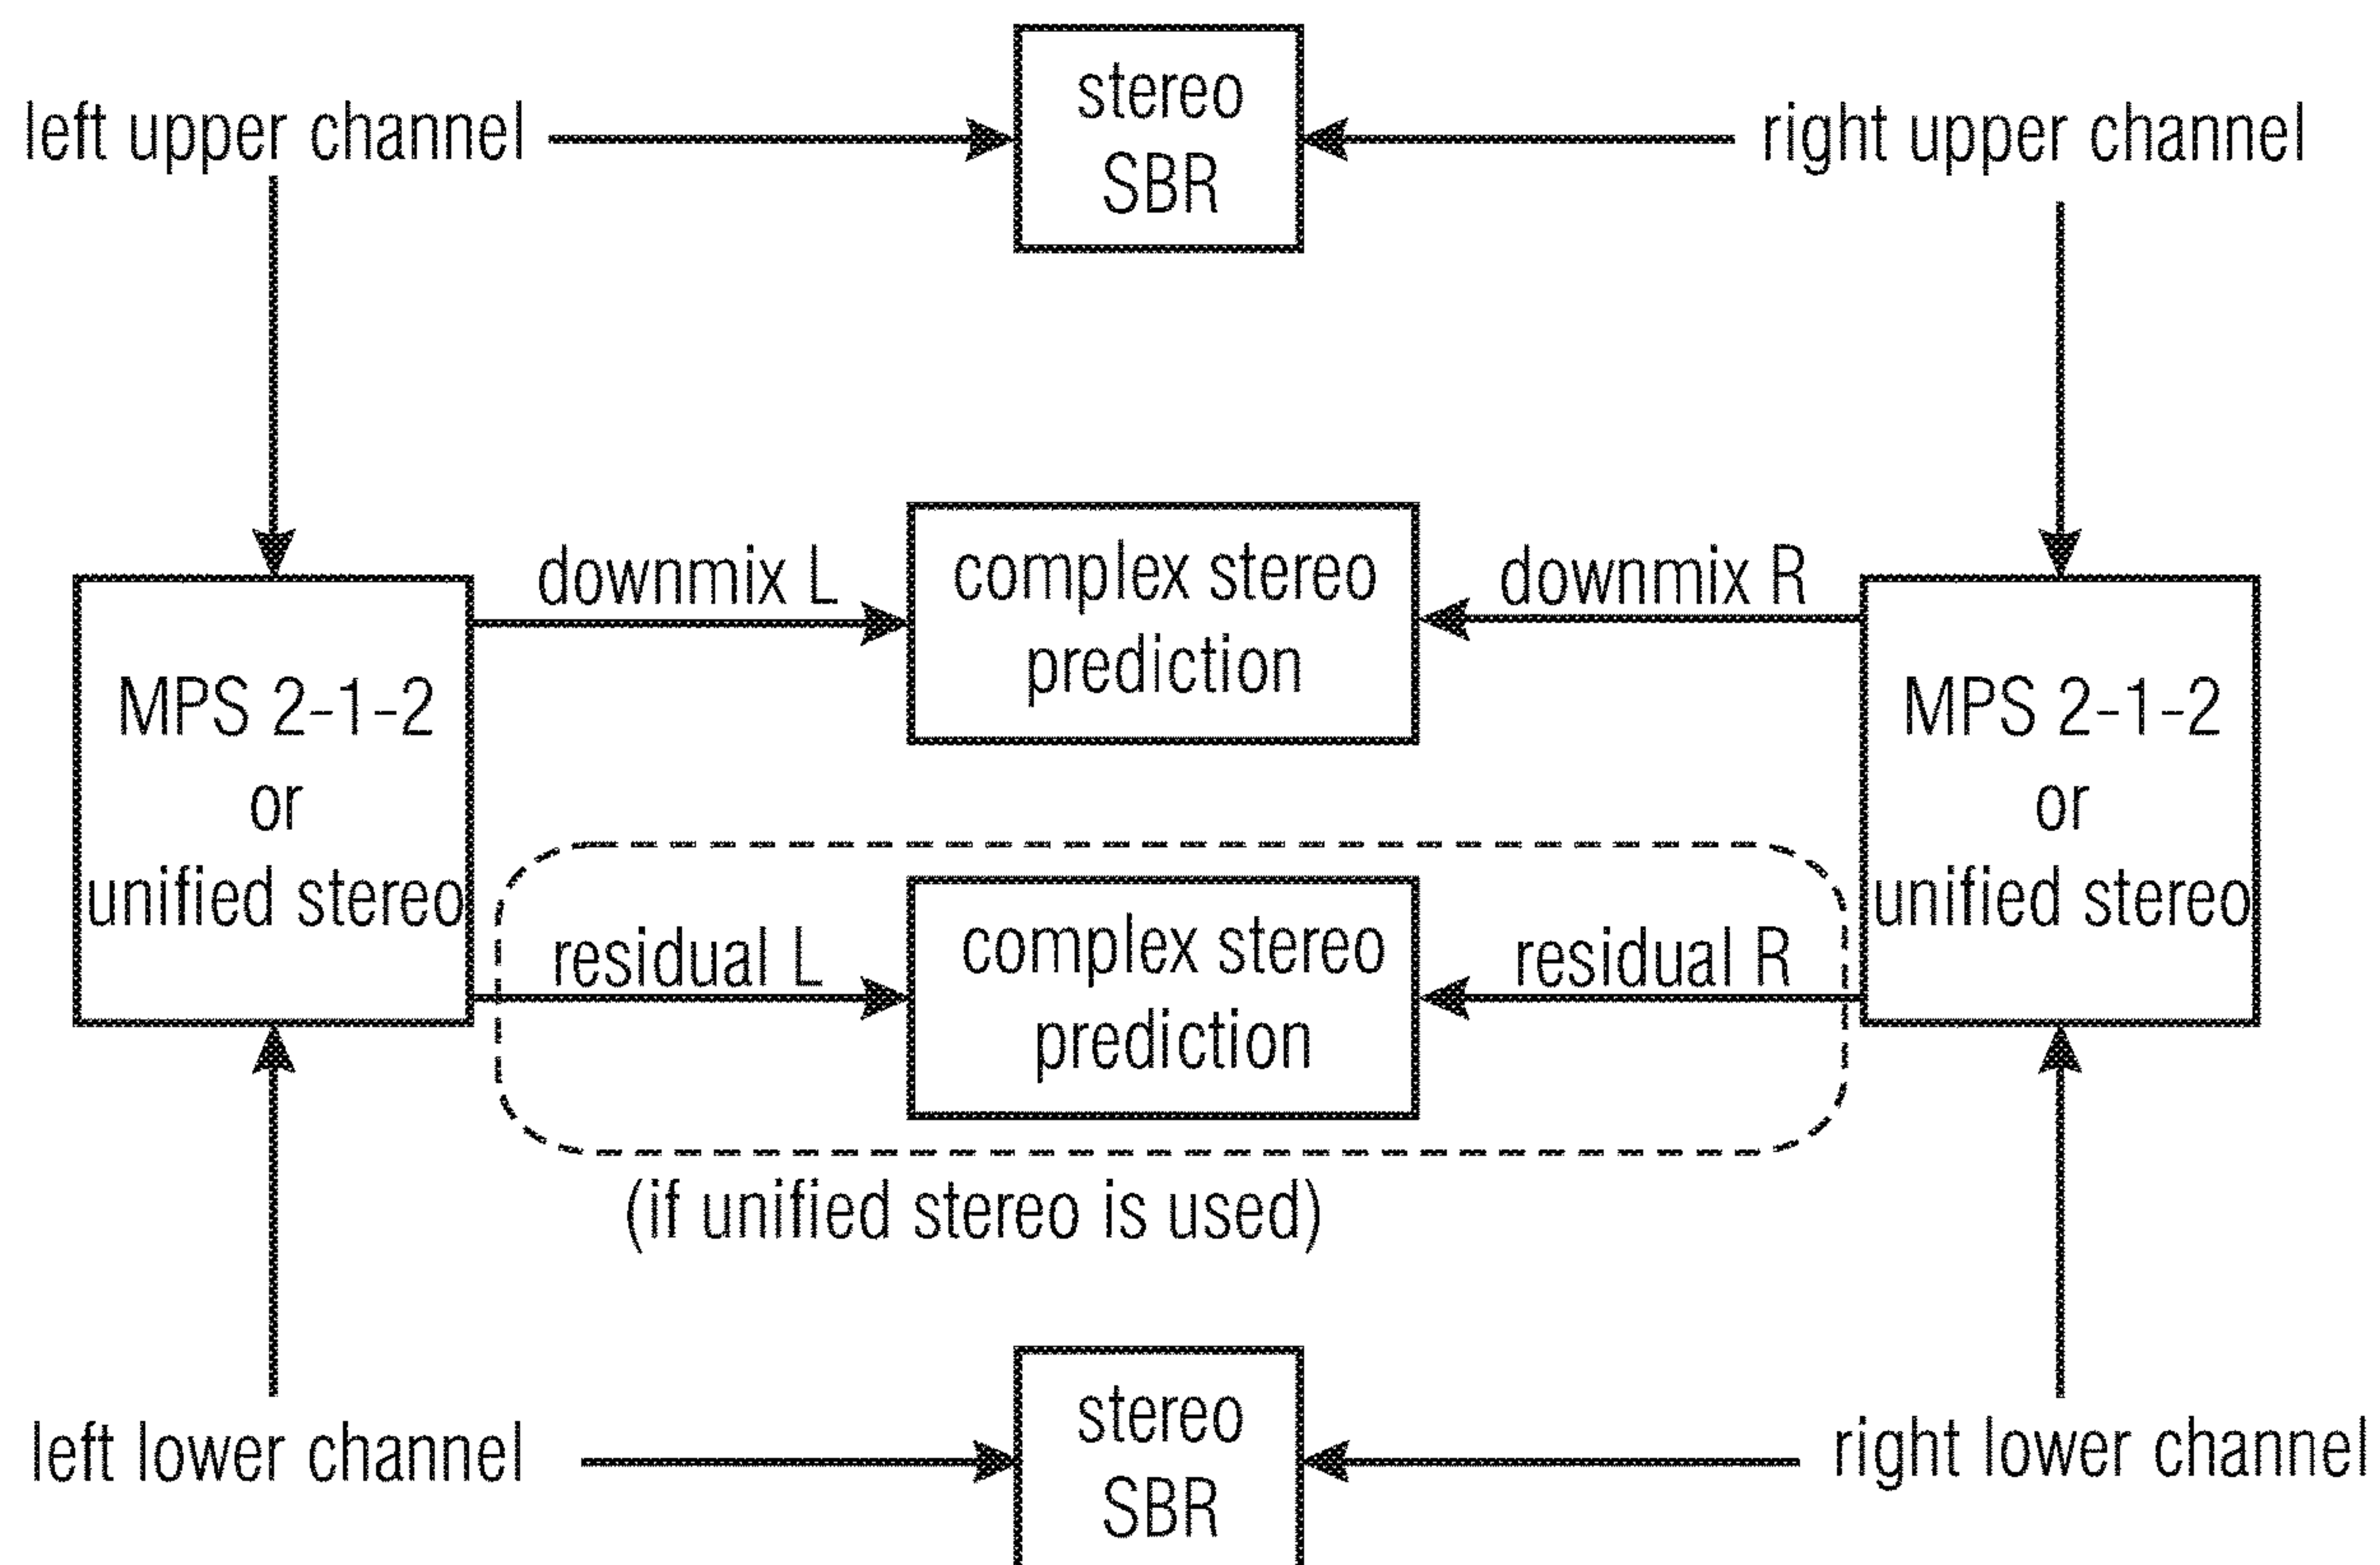 stereo
SBR
left upper channel
right upper channel
downmix L
complex stereo
prediction
downmix R
MPS 2-1-2
or
unified stereo
MPS 2-1-2
or
unified stereo
residual L
complex stereo
prediction
residual R
(if unified stereo is used)
stereo
SBR
left lower channel
right lower channel